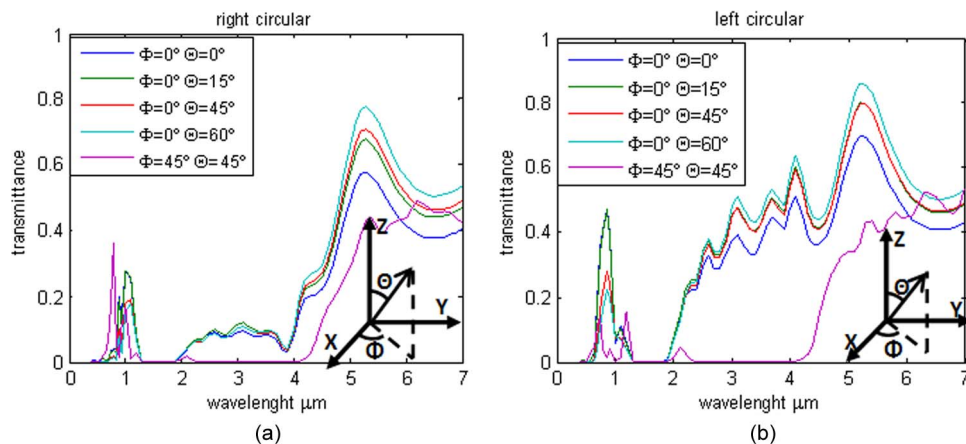 right circular
1
0.8
0.6
0.4
0.2
0
transmittance
Φ=0° Θ=0°
Φ=0° Θ=15°
Φ=0° Θ=45°
Φ=0° Θ=60°
Φ=45° Θ=45°
Z
Θ
Y
X
Φ
0 1 2 3 4 5 6 7
wavelenght μm
(a)
left circular
1
0.8
0.6
0.4
0.2
0
transmittance
Φ=0° Θ=0°
Φ=0° Θ=15°
Φ=0° Θ=45°
Φ=0° Θ=60°
Φ=45° Θ=45°
Z
Θ
Y
X
Φ
0 1 2 3 4 5 6 7
wavelenght μm
(b)